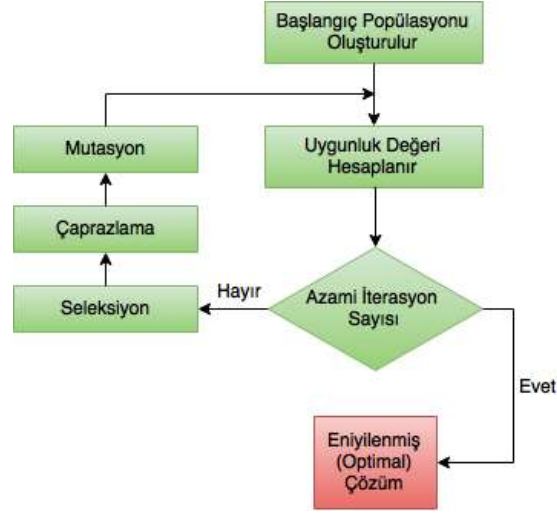 Başlangıç Popülasyonu
Oluşturulur
Mutasyon
Uygunluk Değeri
Hesaplanır
Çaprazlama
Hayır
Seleksiyon
Azami İterasyon
Sayısı
Evet
Eniyilenmiş
(Optimal)
Çözüm